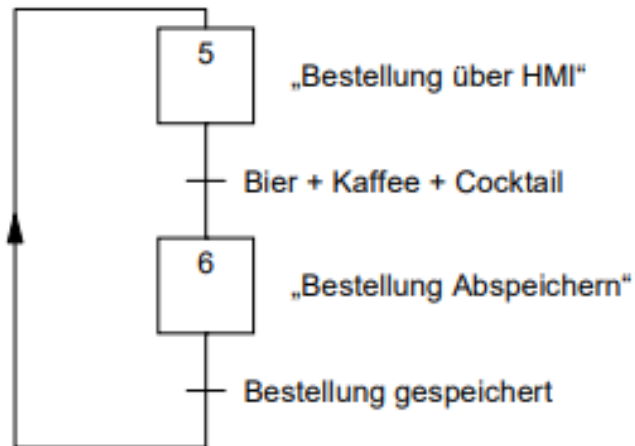 5
„Bestellung über HMI“
Bier + Kaffee + Cocktail
6
„Bestellung Abspeichern“
Bestellung gespeichert